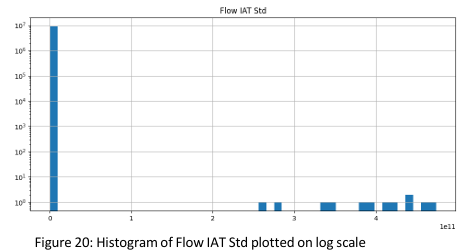 Flow IAT Std
10⁷
10⁶
10⁵
10⁴
10³
10²
10¹
10⁰
0 1 2 3 4
1e11
Figure 20: Histogram of Flow IAT Std plotted on log scale